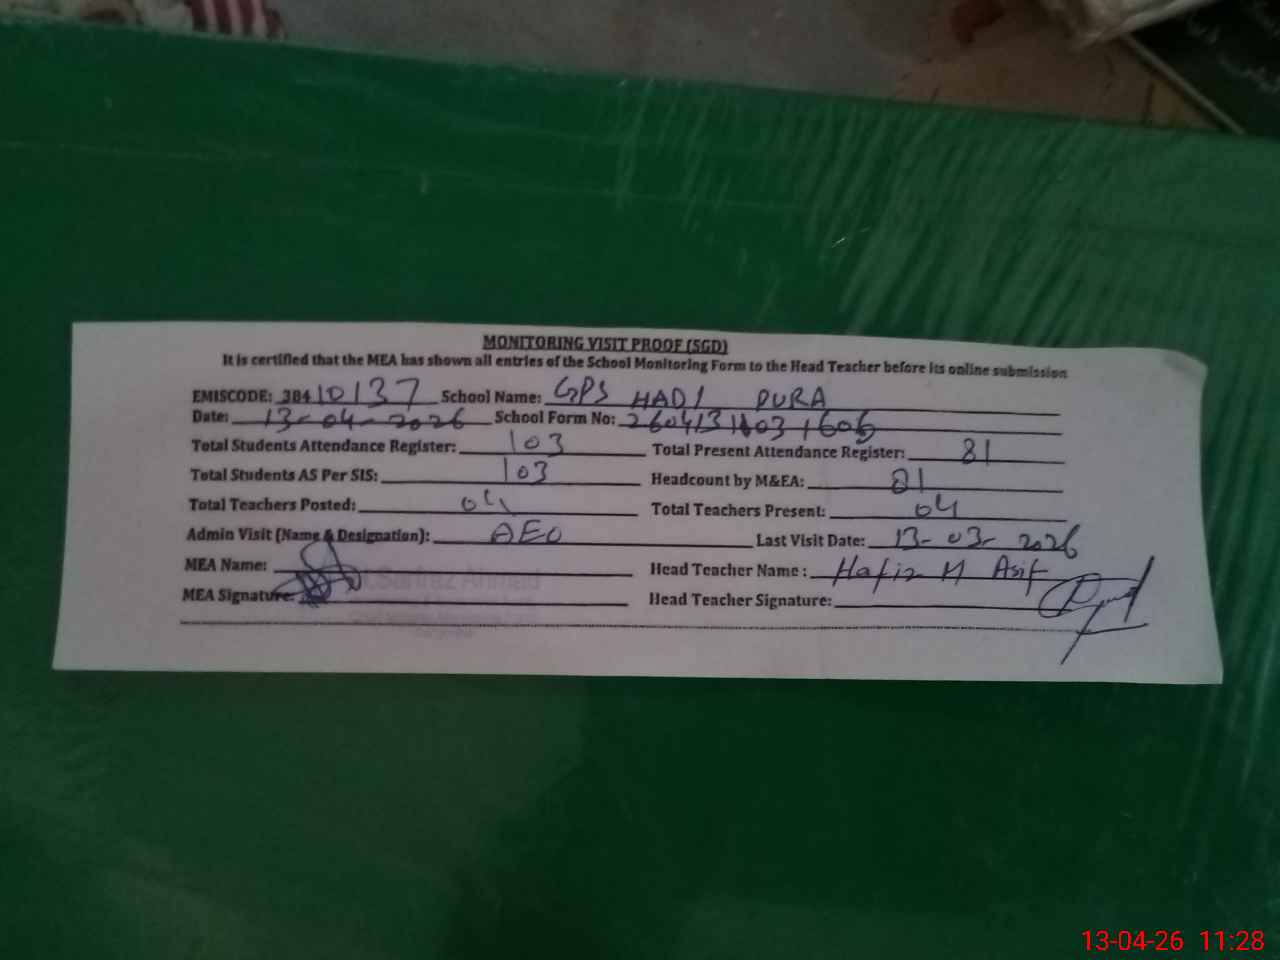 MONITORING VISIT PROOF (SGD)
It is certified that the MEA has shown all entries of the School Monitoring Form to the Head Teacher before its online submission
EMISCODE: 38410137 School Name: GPS HADI PURA
Date: 13-04-2026 School Form No:
Total Students Attendance Register: 103 Total Present Attendance Register: 81
Total Students AS Per SIS: 103 Headcount by M&EA: 81
Total Teachers Posted: 04 Total Teachers Present: 04
Admin Visit (Name & Designation): AEO Last Visit Date: 13-03-2026
MEA Name: Head Teacher Name : Hafiz M Asif
Sarfraz Ahmad
MEA Signature: Head Teacher Signature:
13-04-26 11:28